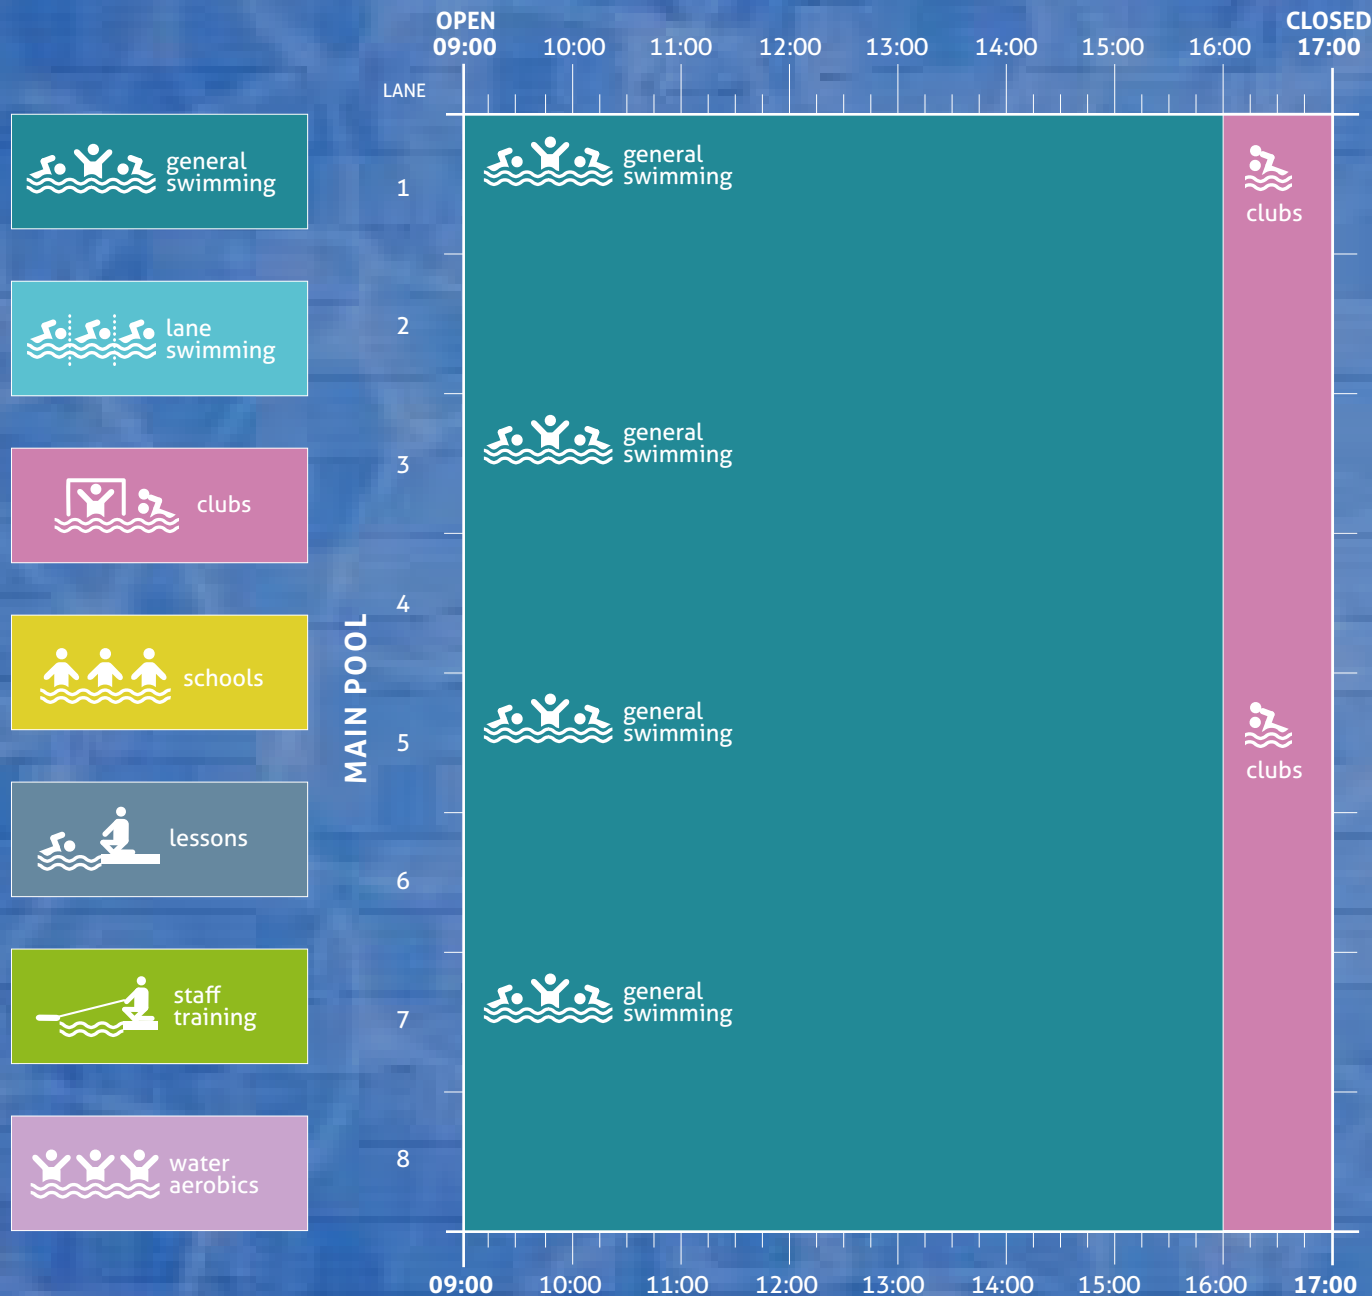 OPEN CLOSED
09:00 10:00 11:00 12:00 13:00 14:00 15:00 16:00 17:00
LANE
general
swimming
lane
swimming
clubs
schools
lessons
staff
training
water
aerobics
MAIN POOL
1
2
3
4
5
6
7
8
general
swimming
general
swimming
general
swimming
general
swimming
clubs
clubs
09:00 10:00 11:00 12:00 13:00 14:00 15:00 16:00 17:00